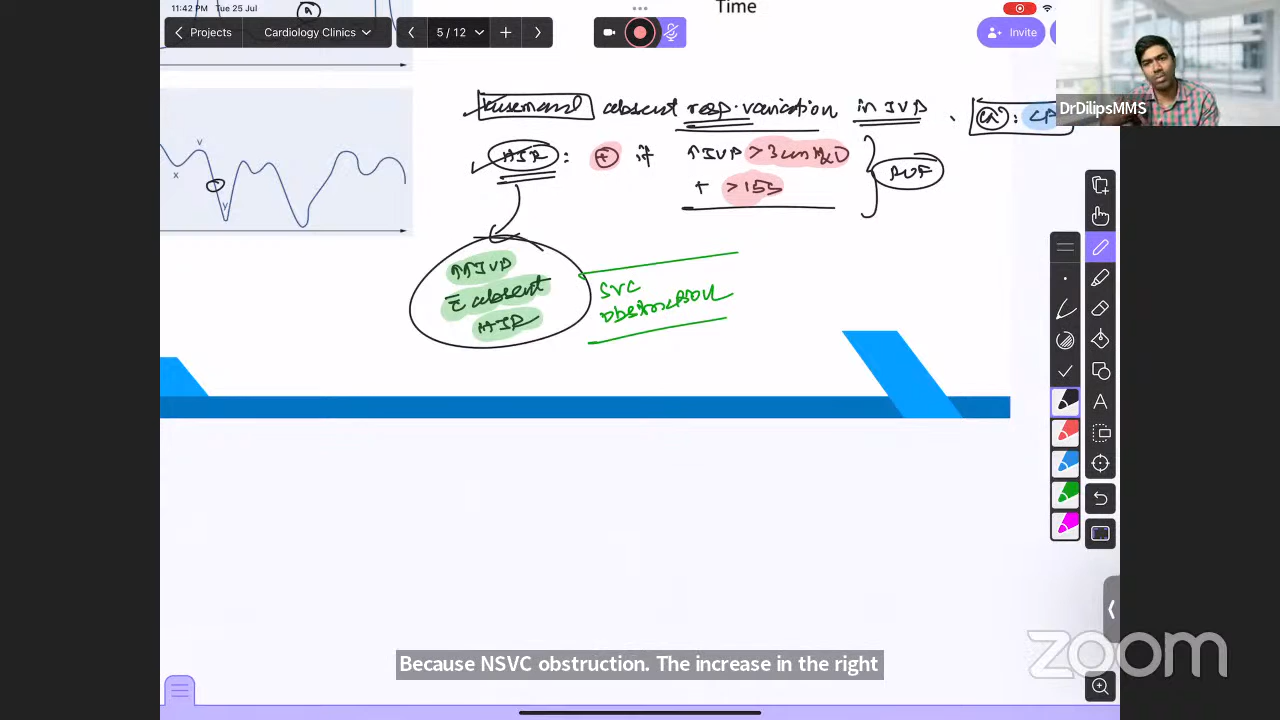 11:42 PM Tue 25 Jul
Time
Projects
Cardiology Clinics
5 / 12
Invite
DrDilipsMMS
Kussmaul absent resp. variation in JVP
HJR : + if ↑JVP >3cm H2O
+ >15s
RVF
↑↑JVP
c̄ absent
HJR
SVC
Obstruction
V
X
Y
a
Because NSVC obstruction. The increase in the right
zoom